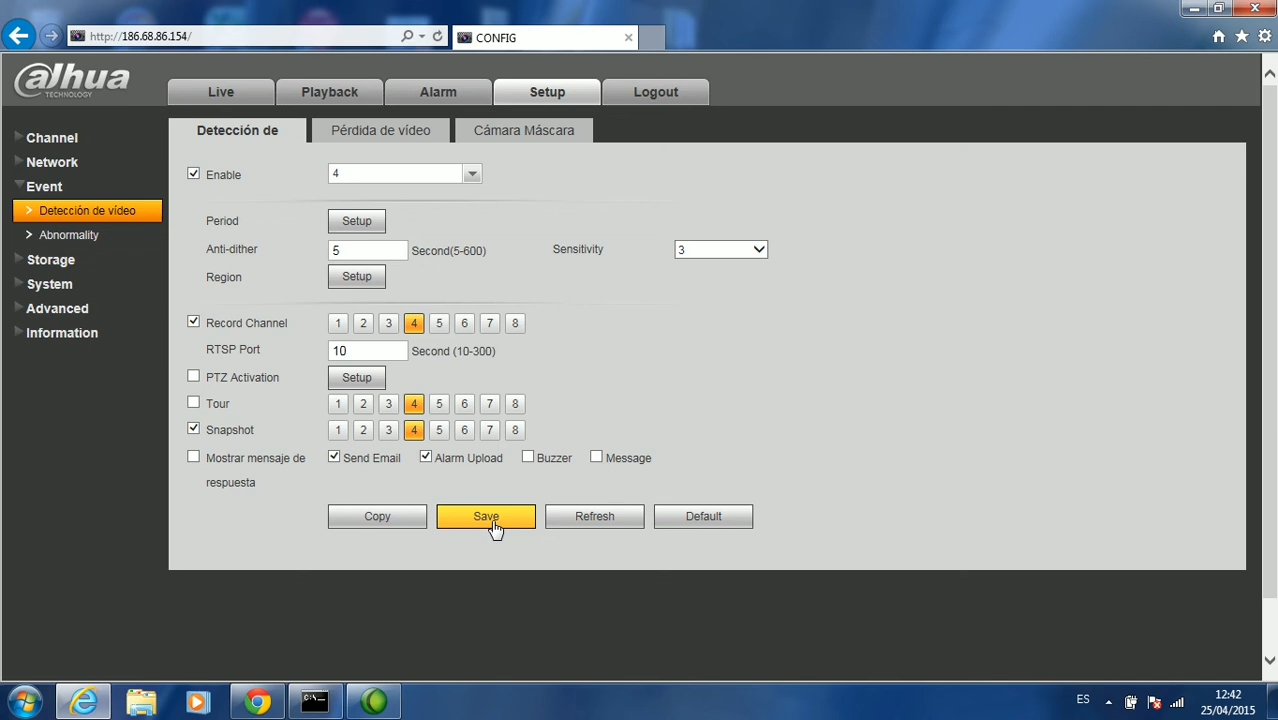 http://186.68.86.154/
CONFIG
alhua
TECHNOLOGY
Live
Playback
Alarm
Setup
Logout
Channel
Network
Event
Detección de vídeo
Abnormality
Storage
System
Advanced
Information
Detección de
Pérdida de vídeo
Cámara Máscara
Enable
4
Period
Setup
Anti-dither
5
Second(5-600)
Sensitivity
3
Region
Setup
Record Channel
1 2 3 4 5 6 7 8
RTSP Port
10
Second (10-300)
PTZ Activation
Setup
Tour
1 2 3 4 5 6 7 8
Snapshot
1 2 3 4 5 6 7 8
Mostrar mensaje de
respuesta
Send Email
Alarm Upload
Buzzer
Message
Copy
Save
Refresh
Default
C:\.
ES
12:42
25/04/2015